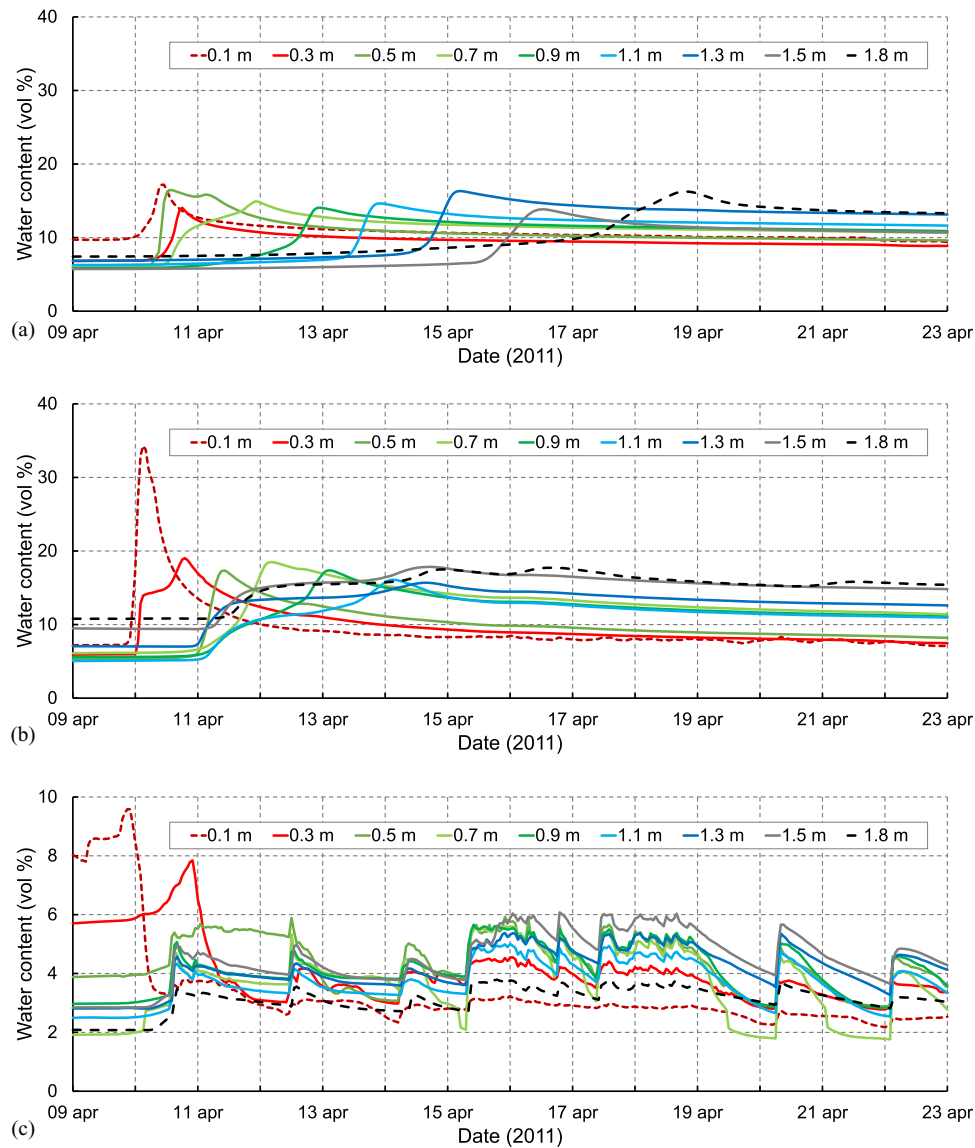 40
0.1 m 0.3 m 0.5 m 0.7 m 0.9 m 1.1 m 1.3 m 1.5 m 1.8 m
30
20
10
0
Water content (vol %)
(a)
09 apr 11 apr 13 apr 15 apr 17 apr 19 apr 21 apr 23 apr
Date (2011)
40
0.1 m 0.3 m 0.5 m 0.7 m 0.9 m 1.1 m 1.3 m 1.5 m 1.8 m
30
20
10
0
Water content (vol %)
09 apr 11 apr 13 apr 15 apr 17 apr 19 apr 21 apr 23 apr
(b)
Date (2011)
10
0.1 m 0.3 m 0.5 m 0.7 m 0.9 m 1.1 m 1.3 m 1.5 m 1.8 m
8
6
4
2
0
Water content (vol %)
09 apr 11 apr 13 apr 15 apr 17 apr 19 apr 21 apr 23 apr
(c)
Date (2011)